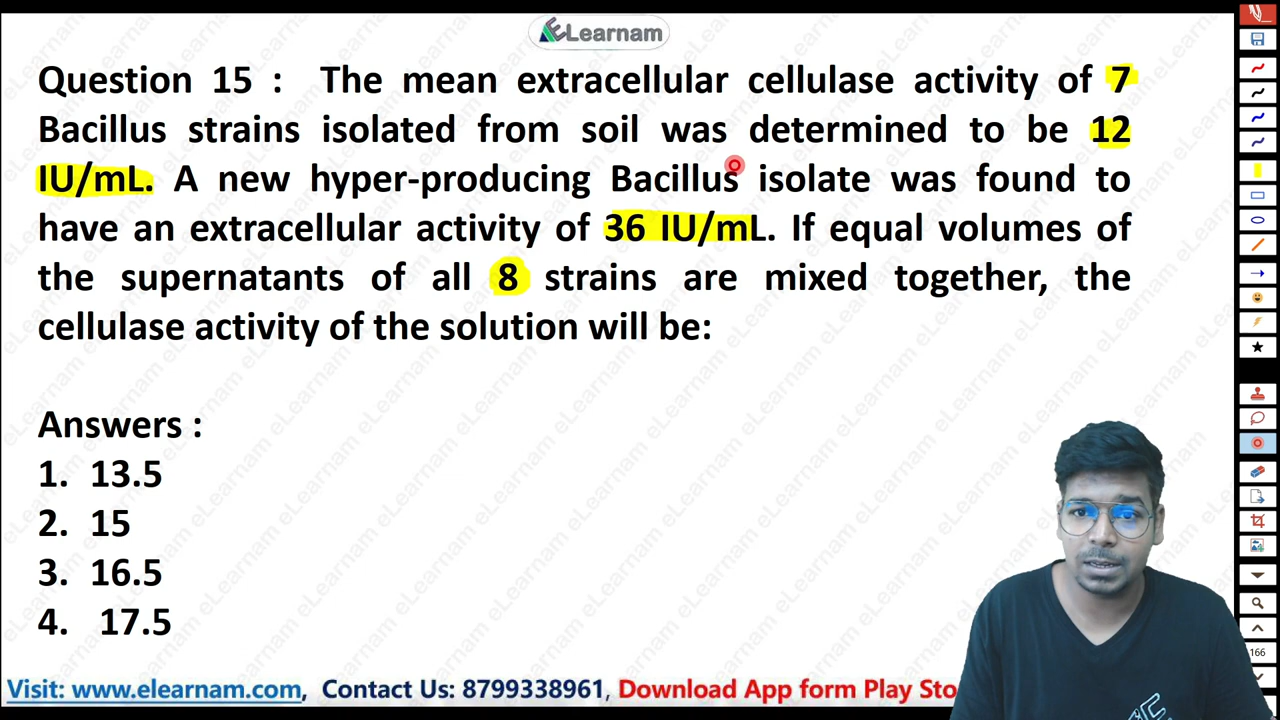 eLearnam
Question 15 : The mean extracellular cellulase activity of 7
Bacillus strains isolated from soil was determined to be 12
IU/mL. A new hyper-producing Bacillus isolate was found to
have an extracellular activity of 36 IU/mL. If equal volumes of
the supernatants of all 8 strains are mixed together, the
cellulase activity of the solution will be:
Answers :
1. 13.5
2. 15
3. 16.5
4. 17.5
166
Visit: www.elearnam.com, Contact Us: 8799338961, Download App form Play Sto